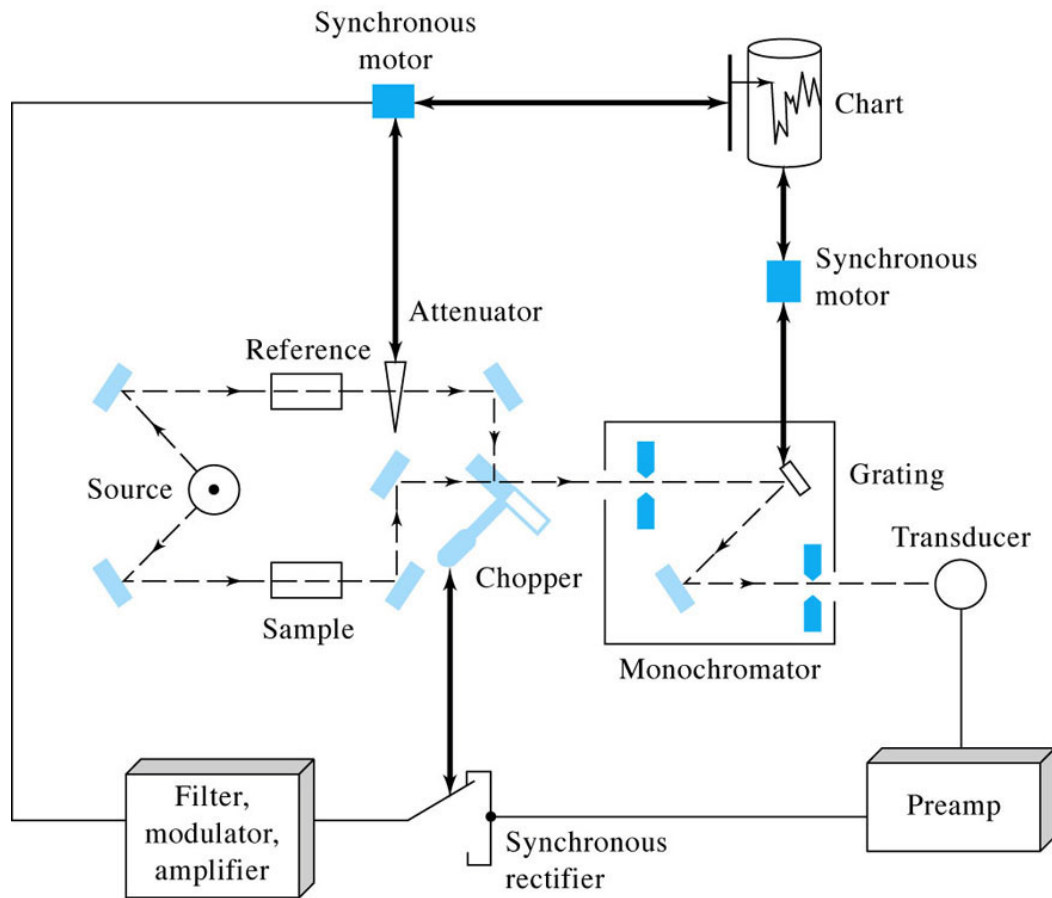 Synchronous
motor
Chart
Synchronous
motor
Attenuator
Reference
Source
Grating
Transducer
Chopper
Sample
Monochromator
Filter,
modulator,
amplifier
Preamp
Synchronous
rectifier